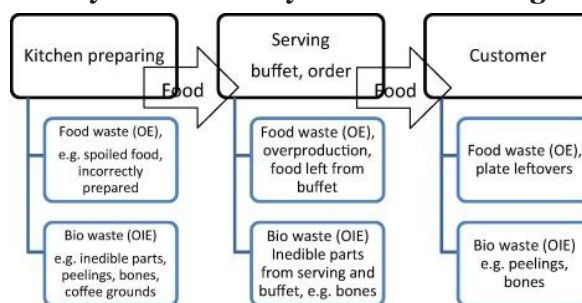 Kitchen preparing
Food
Serving
buffet, order
Food
Customer
Food waste (OE),
e.g. spoiled food,
incorrectly
prepared
Food waste (OE),
overproduction,
food left from
buffet
Food waste (OE),
plate leftovers
Bio waste (OIE)
e.g. inedible parts,
peelings, bones,
coffee grounds
Bio waste (OIE)
Inedible parts
from serving and
buffet, e.g. bones
Bio waste (OIE)
e.g. peelings,
bones